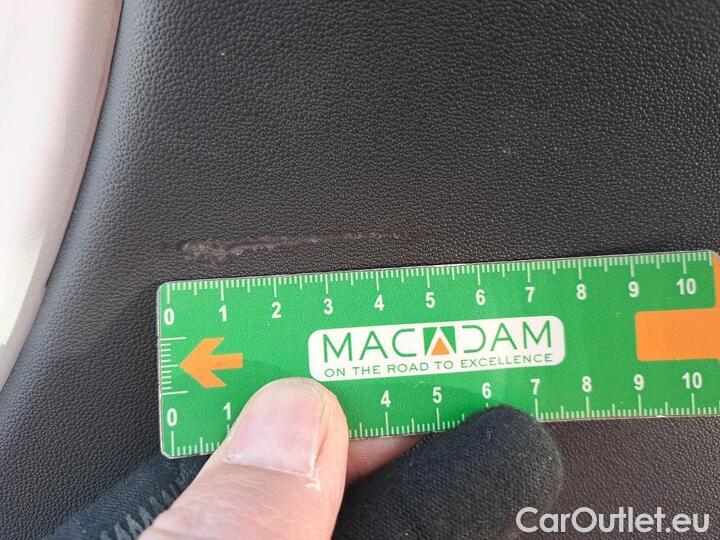 0 1 2 3 4 5 6 7 8 9 10
MACADAM
ON THE ROAD TO EXCELLENCE
0 1 4 5 6 7 8 9 10
CarOutlet.eu